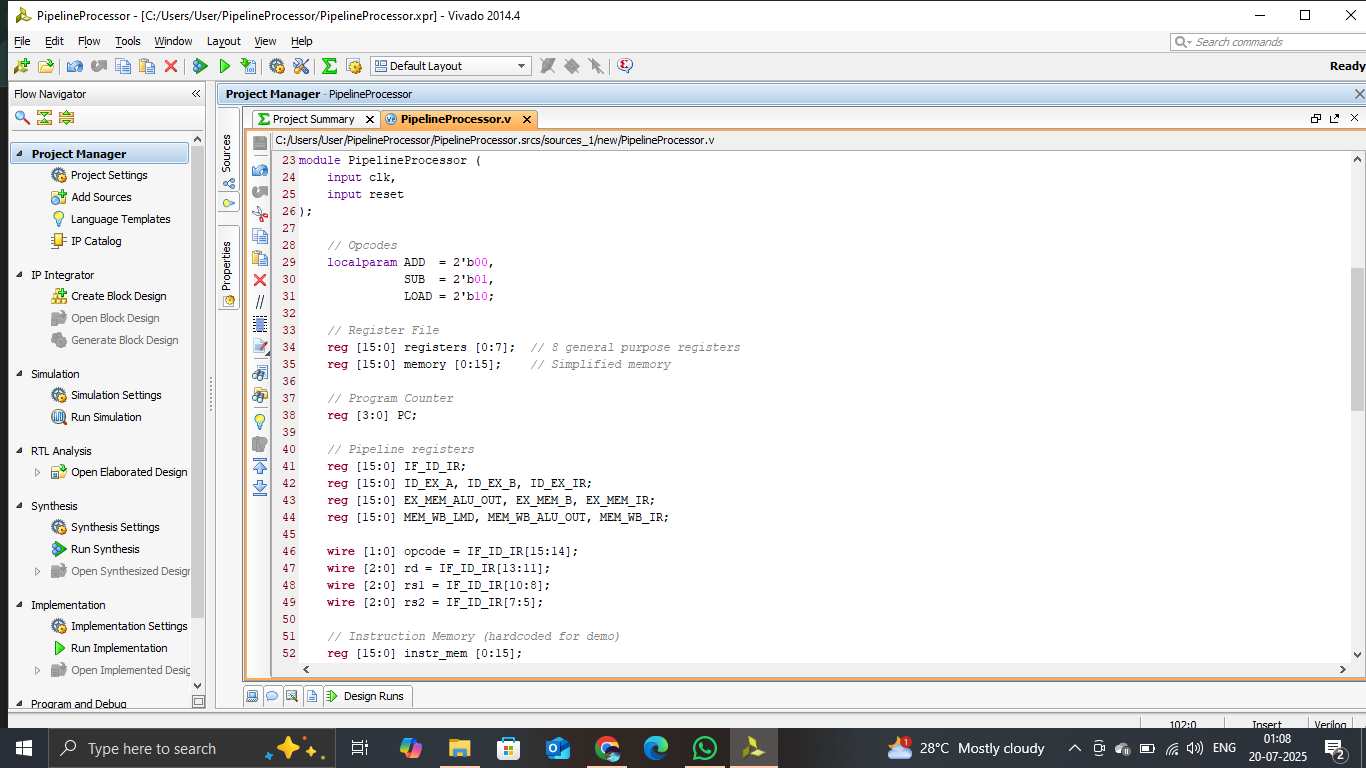 PipelineProcessor - [C:/Users/User/PipelineProcessor/PipelineProcessor.xpr] - Vivado 2014.4
File Edit Flow Tools Window Layout View Help
Search commands
Default Layout
Ready
Flow Navigator
Project Manager
Project Settings
Add Sources
Language Templates
IP Catalog
IP Integrator
Create Block Design
Open Block Design
Generate Block Design
Simulation
Simulation Settings
Run Simulation
RTL Analysis
Open Elaborated Design
Synthesis
Synthesis Settings
Run Synthesis
Open Synthesized Design
Implementation
Implementation Settings
Run Implementation
Open Implemented Desig
Program and Debug
Project Manager - PipelineProcessor
Sources
Properties
Project Summary
PipelineProcessor.v
C:/Users/User/PipelineProcessor/PipelineProcessor.srcs/sources_1/new/PipelineProcessor.v
23 module PipelineProcessor (
24     input clk,
25     input reset
26 );
27
28     // Opcodes
29     localparam ADD  = 2'b00,
30                SUB  = 2'b01,
31                LOAD = 2'b10;
32
33     // Register File
34     reg [15:0] registers [0:7];  // 8 general purpose registers
35     reg [15:0] memory [0:15];    // Simplified memory
36
37     // Program Counter
38     reg [3:0] PC;
39
40     // Pipeline registers
41     reg [15:0] IF_ID_IR;
42     reg [15:0] ID_EX_A, ID_EX_B, ID_EX_IR;
43     reg [15:0] EX_MEM_ALU_OUT, EX_MEM_B, EX_MEM_IR;
44     reg [15:0] MEM_WB_LMD, MEM_WB_ALU_OUT, MEM_WB_IR;
45
46     wire [1:0] opcode = IF_ID_IR[15:14];
47     wire [2:0] rd = IF_ID_IR[13:11];
48     wire [2:0] rs1 = IF_ID_IR[10:8];
49     wire [2:0] rs2 = IF_ID_IR[7:5];
50
51     // Instruction Memory (hardcoded for demo)
52     reg [15:0] instr_mem [0:15];
Design Runs
102:0 Insert Verilog
Type here to search
1
28°C Mostly cloudy
ENG
01:08
20-07-2025
2